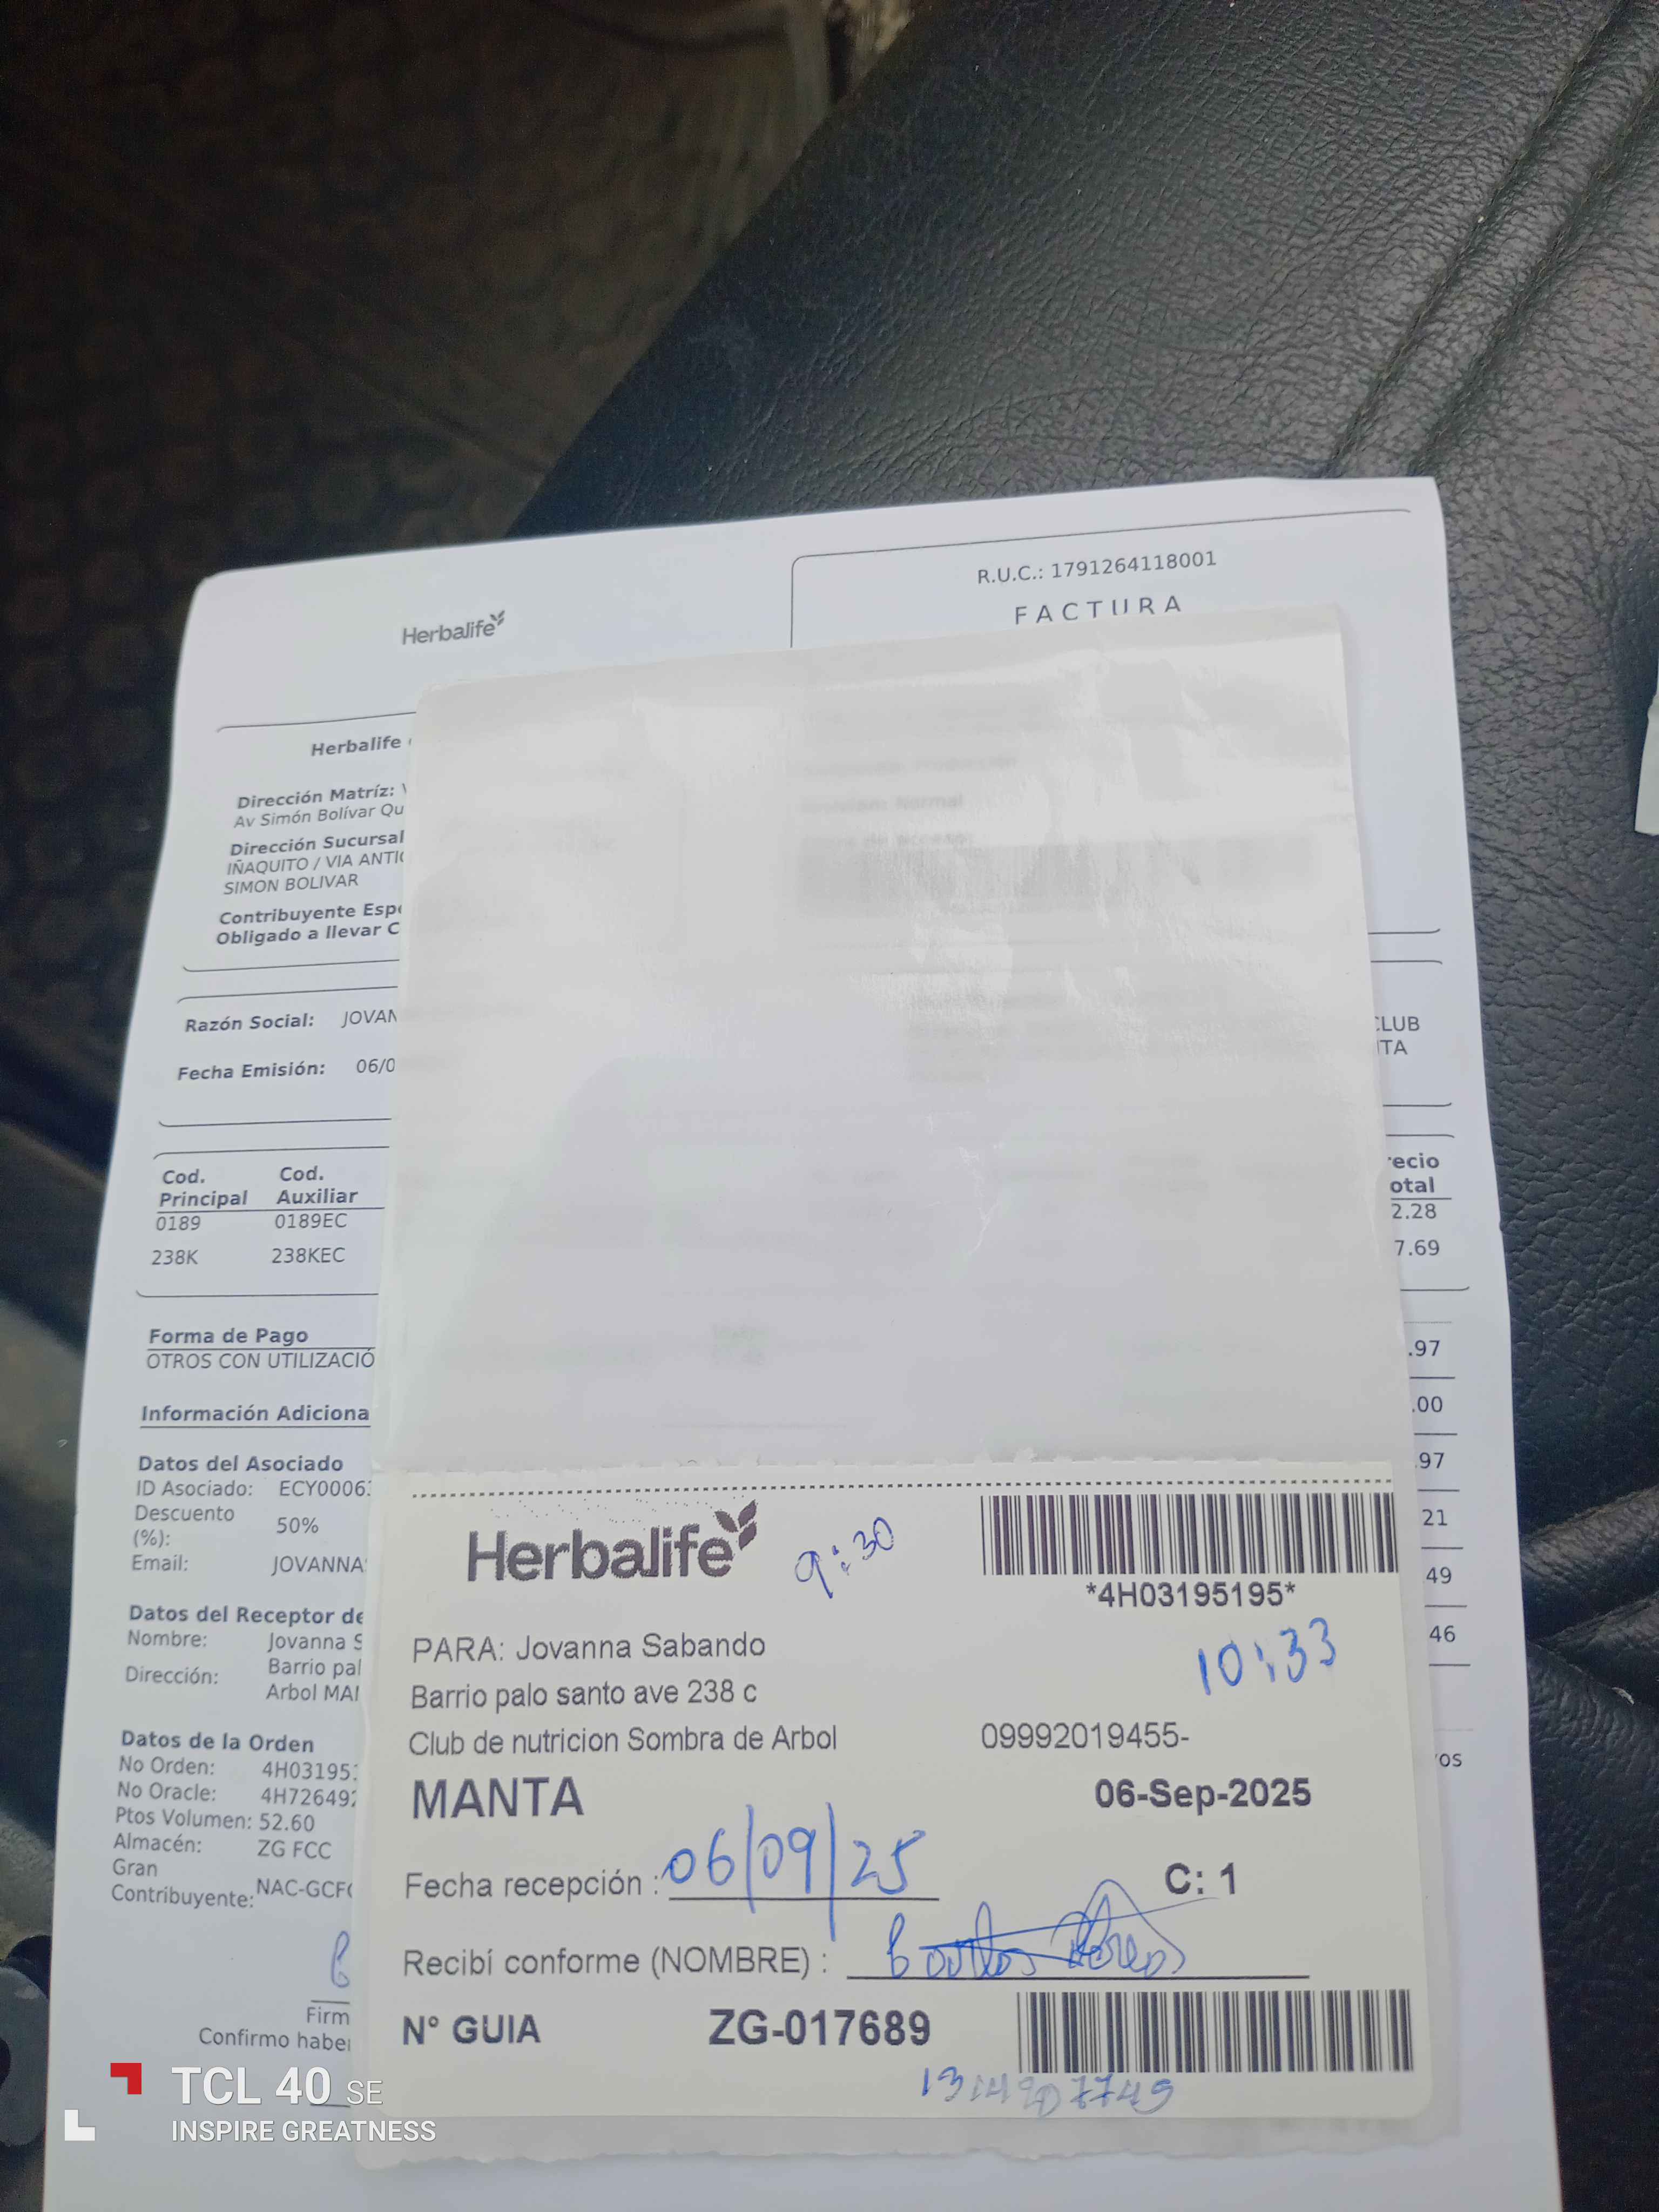 R.U.C.: 1791264118001
FACTURA
Herbalife
Herbalife
Dirección Matríz:
Av Simón Bolívar Qu
Dirección Sucursal
IÑAQUITO / VIA ANTIG
SIMON BOLIVAR
Contribuyente Espe
Obligado a llevar C
Razón Social: JOVAN
CLUB
TA
Fecha Emisión: 06/0
Cod. Principal Cod. Auxiliar recio otal
0189 0189EC 2.28
238K 238KEC 7.69
Forma de Pago .97
OTROS CON UTILIZACIÓ
.00
Información Adiciona
97
Datos del Asociado
ID Asociado: ECY0006
21
Descuento (%): 50%
Email: JOVANNA
49
Datos del Receptor de
46
Nombre: Jovanna S
Dirección: Barrio pal
Arbol MAN
Datos de la Orden
No Orden: 4H03195
os
No Oracle: 4H72649
Ptos Volumen: 52.60
Almacén: ZG FCC
Gran Contribuyente: NAC-GCF
Firm
Confirmo haber
Herbalife 9:30
*4H03195195*
PARA: Jovanna Sabando
10:33
Barrio palo santo ave 238 c
Club de nutricion Sombra de Arbol 09992019455-
MANTA 06-Sep-2025
Fecha recepción : 06/09/25 C: 1
Recibí conforme (NOMBRE) :
N° GUIA ZG-017689
TCL 40 SE
INSPIRE GREATNESS